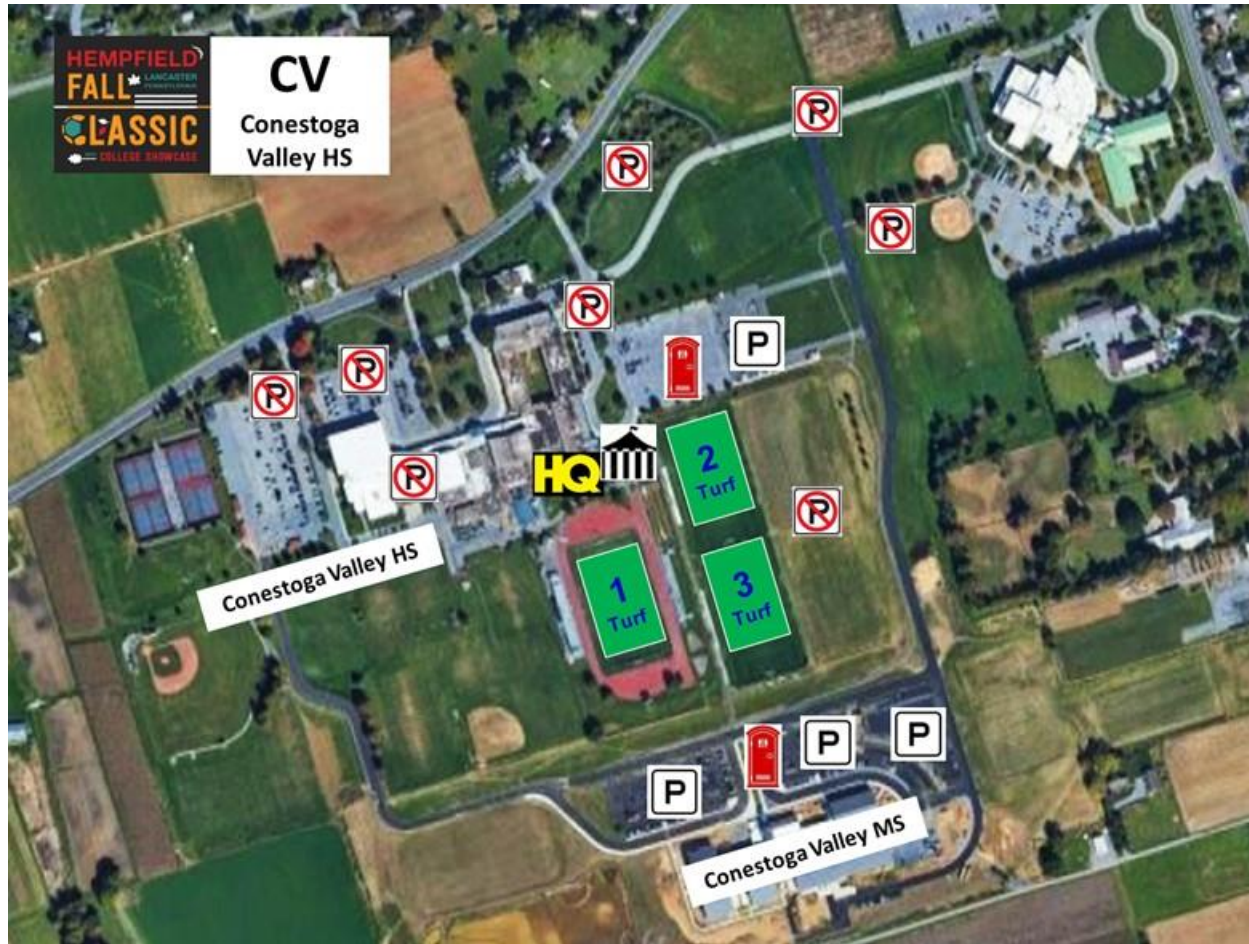 HEMPFIELD
FALL
LANCASTER
PENNSYLVANIA
CLASSIC
COLLEGE SHOWCASE
CV
Conestoga
Valley HS
P
P
P
P
P
P
P
P
P
HQ
2
Turf
1
Turf
3
Turf
Conestoga Valley HS
P
P
P
Conestoga Valley MS